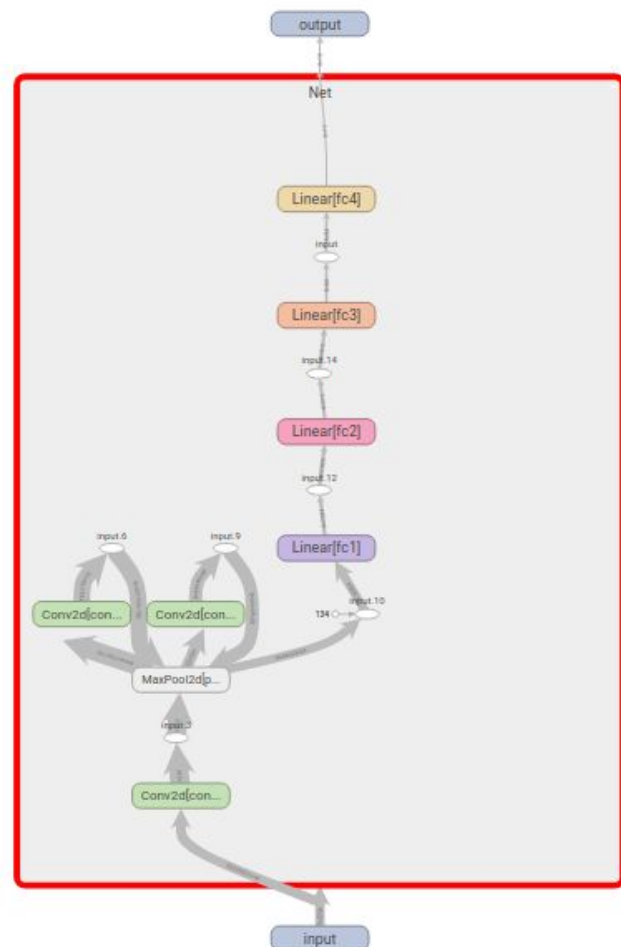 output
Net
Linear[fc4]
input
Linear[fc3]
input.14
Linear[fc2]
input.12
input.6
input.9
Linear[fc1]
input.10
Conv2d[con...
Conv2d[con...
134
MaxPool2d[p...
input.3
Conv2d[con...
input